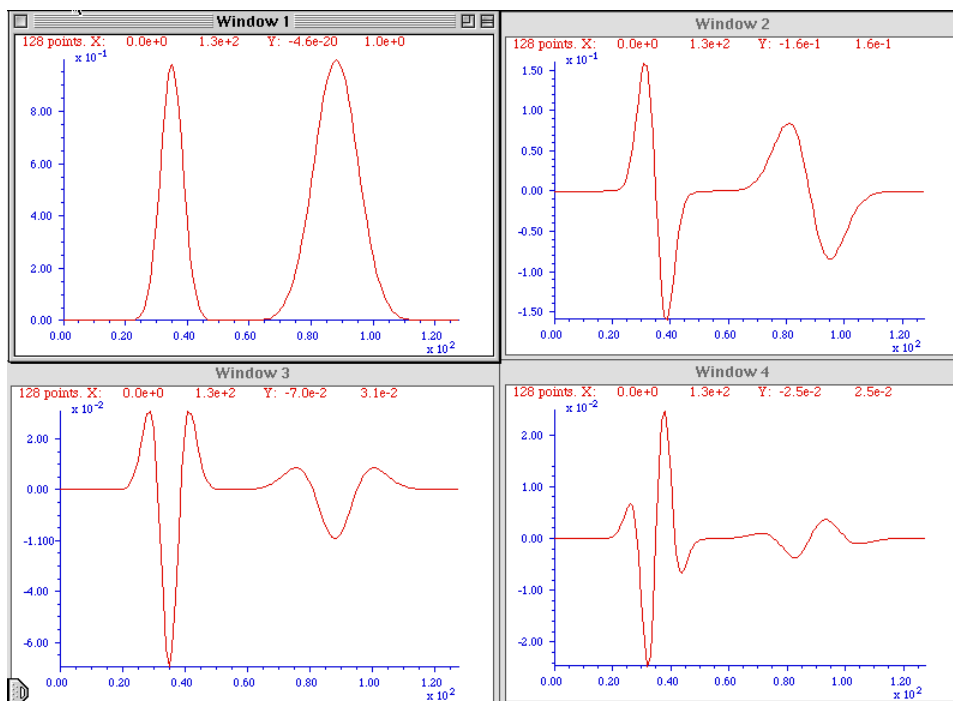 Window 1
128 points. X: 0.0e+0 1.3e+2 Y: -4.6e-20 1.0e+0
x 10^-1
8.00
6.00
4.00
2.00
0.00
0.00 0.20 0.40 0.60 0.80 1.00 1.20
x 10^2
Window 2
128 points. X: 0.0e+0 1.3e+2 Y: -1.6e-1 1.6e-1
x 10^-1
1.50
0.50
0.00
-0.50
-1.00
-1.50
0.00 0.20 0.40 0.60 0.80 1.00 1.20
x 10^2
Window 3
128 points. X: 0.0e+0 1.3e+2 Y: -7.0e-2 3.1e-2
x 10^-2
2.00
0.00
-1.100
-4.00
-6.00
0.00 0.20 0.40 0.60 0.80 1.00 1.20
x 10^2
Window 4
128 points. X: 0.0e+0 1.3e+2 Y: -2.5e-2 2.5e-2
x 10^-2
2.00
1.00
0.00
-1.00
-2.00
0.00 0.20 0.40 0.60 0.80 1.00 1.20
x 10^2